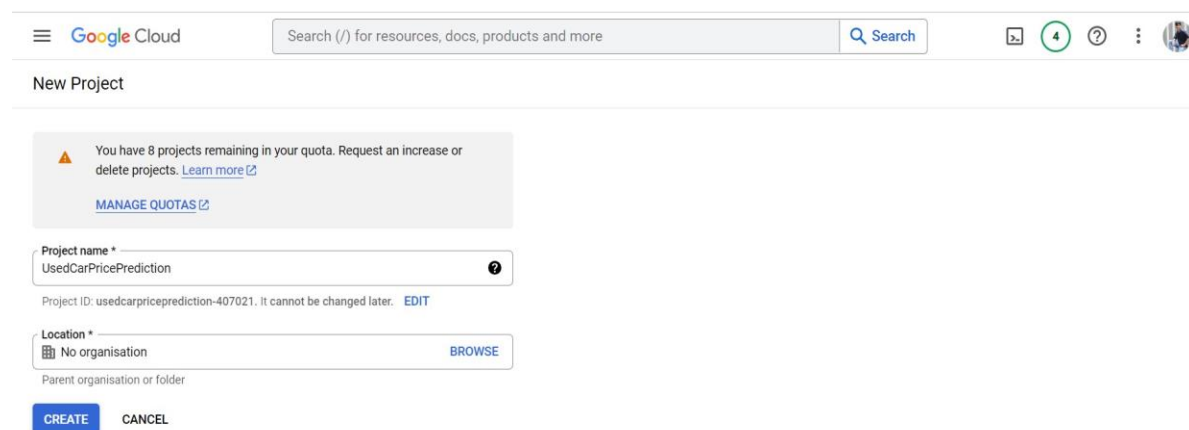 Google Cloud
Search (/) for resources, docs, products and more
Search
4
New Project
You have 8 projects remaining in your quota. Request an increase or
delete projects. Learn more
MANAGE QUOTAS
Project name *
UsedCarPricePrediction
Project ID: usedcarpriceprediction-407021. It cannot be changed later. EDIT
Location *
No organisation BROWSE
Parent organisation or folder
CREATE CANCEL